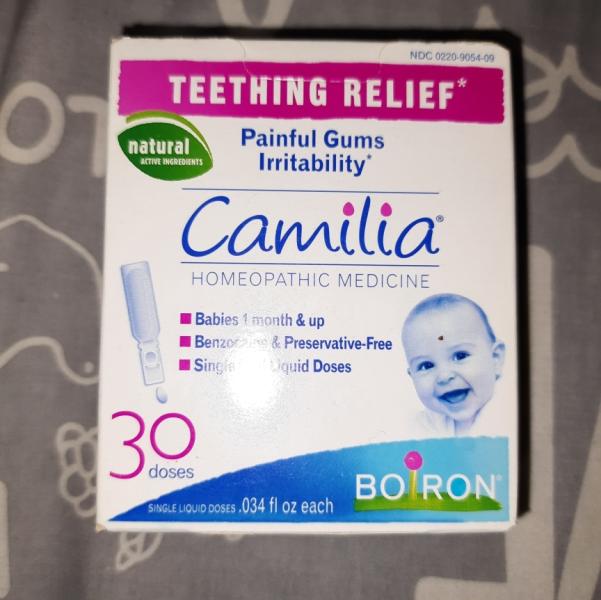 NDC 0220-9054-09
TEETHING RELIEF*
natural
ACTIVE INGREDIENTS
Painful Gums
Irritability*
Camilia®
HOMEOPATHIC MEDICINE
Babies 1 month & up
& Preservative-Free
Liquid Doses
30
doses
SINGLE LIQUID DOSES .034 fl oz each
BOIRON®